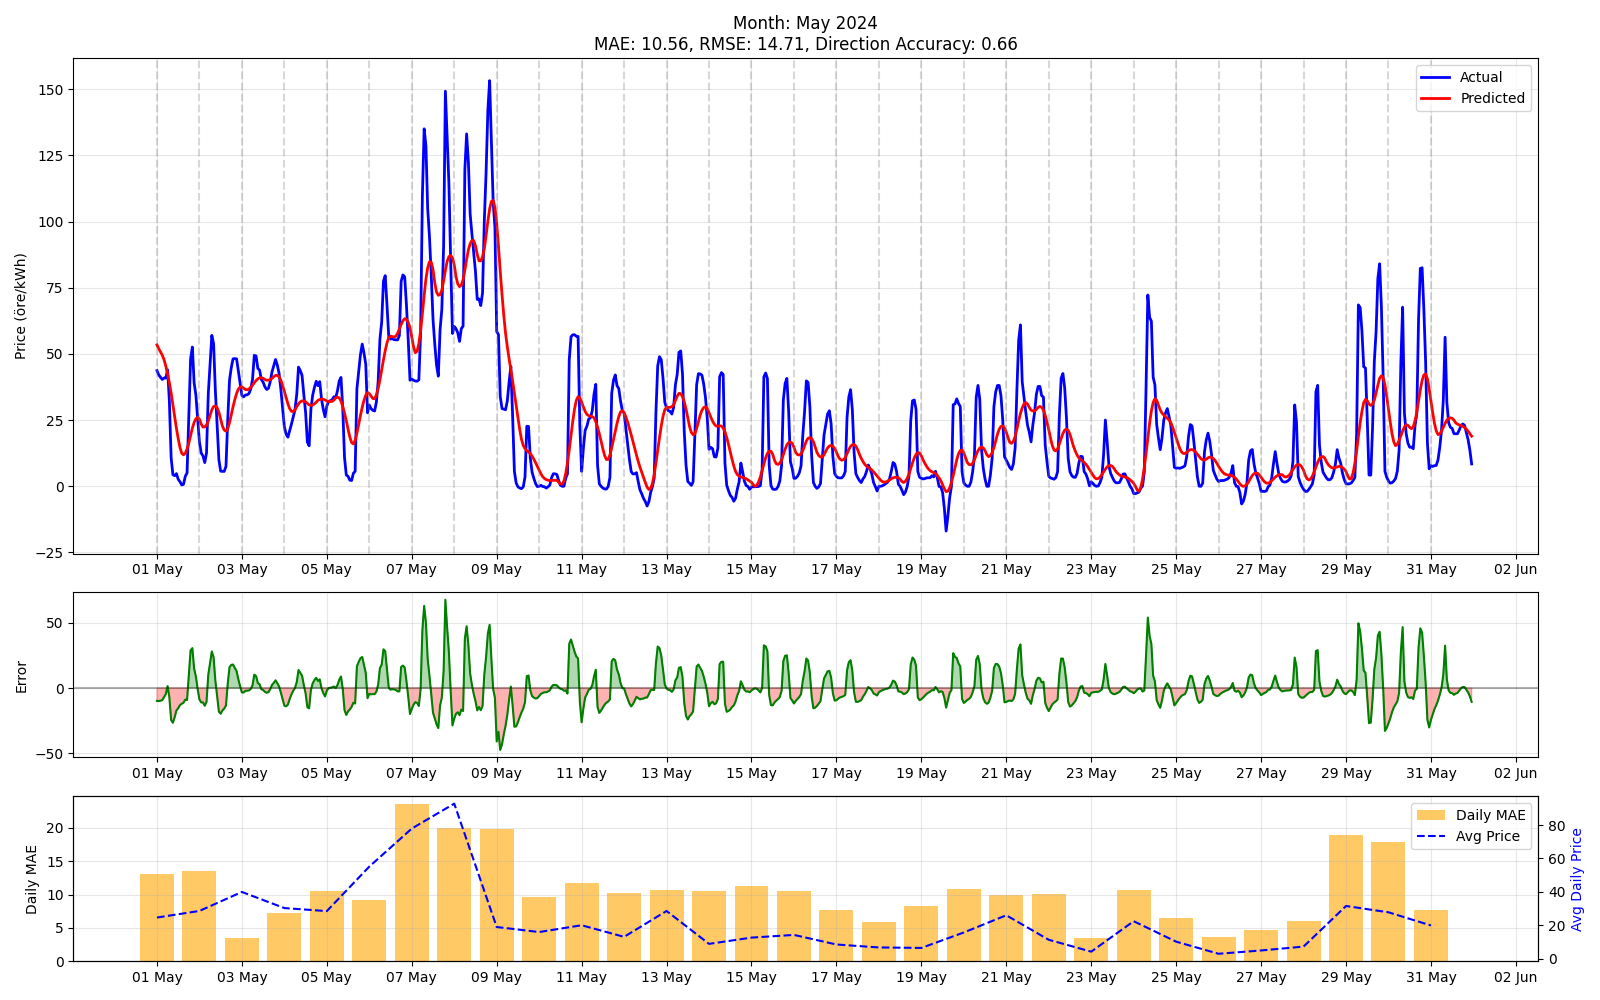 Month: May 2024
MAE: 10.56, RMSE: 14.71, Direction Accuracy: 0.66
Price (öre/kWh)
150
125
100
75
50
25
0
−25
Actual
Predicted
01 May 03 May 05 May 07 May 09 May 11 May 13 May 15 May 17 May 19 May 21 May 23 May 25 May 27 May 29 May 31 May 02 Jun
Error
50
0
−50
01 May 03 May 05 May 07 May 09 May 11 May 13 May 15 May 17 May 19 May 21 May 23 May 25 May 27 May 29 May 31 May 02 Jun
Daily MAE
20
15
10
5
0
Daily MAE
Avg Price
80
60
40
20
0
Avg Daily Price
01 May 03 May 05 May 07 May 09 May 11 May 13 May 15 May 17 May 19 May 21 May 23 May 25 May 27 May 29 May 31 May 02 Jun